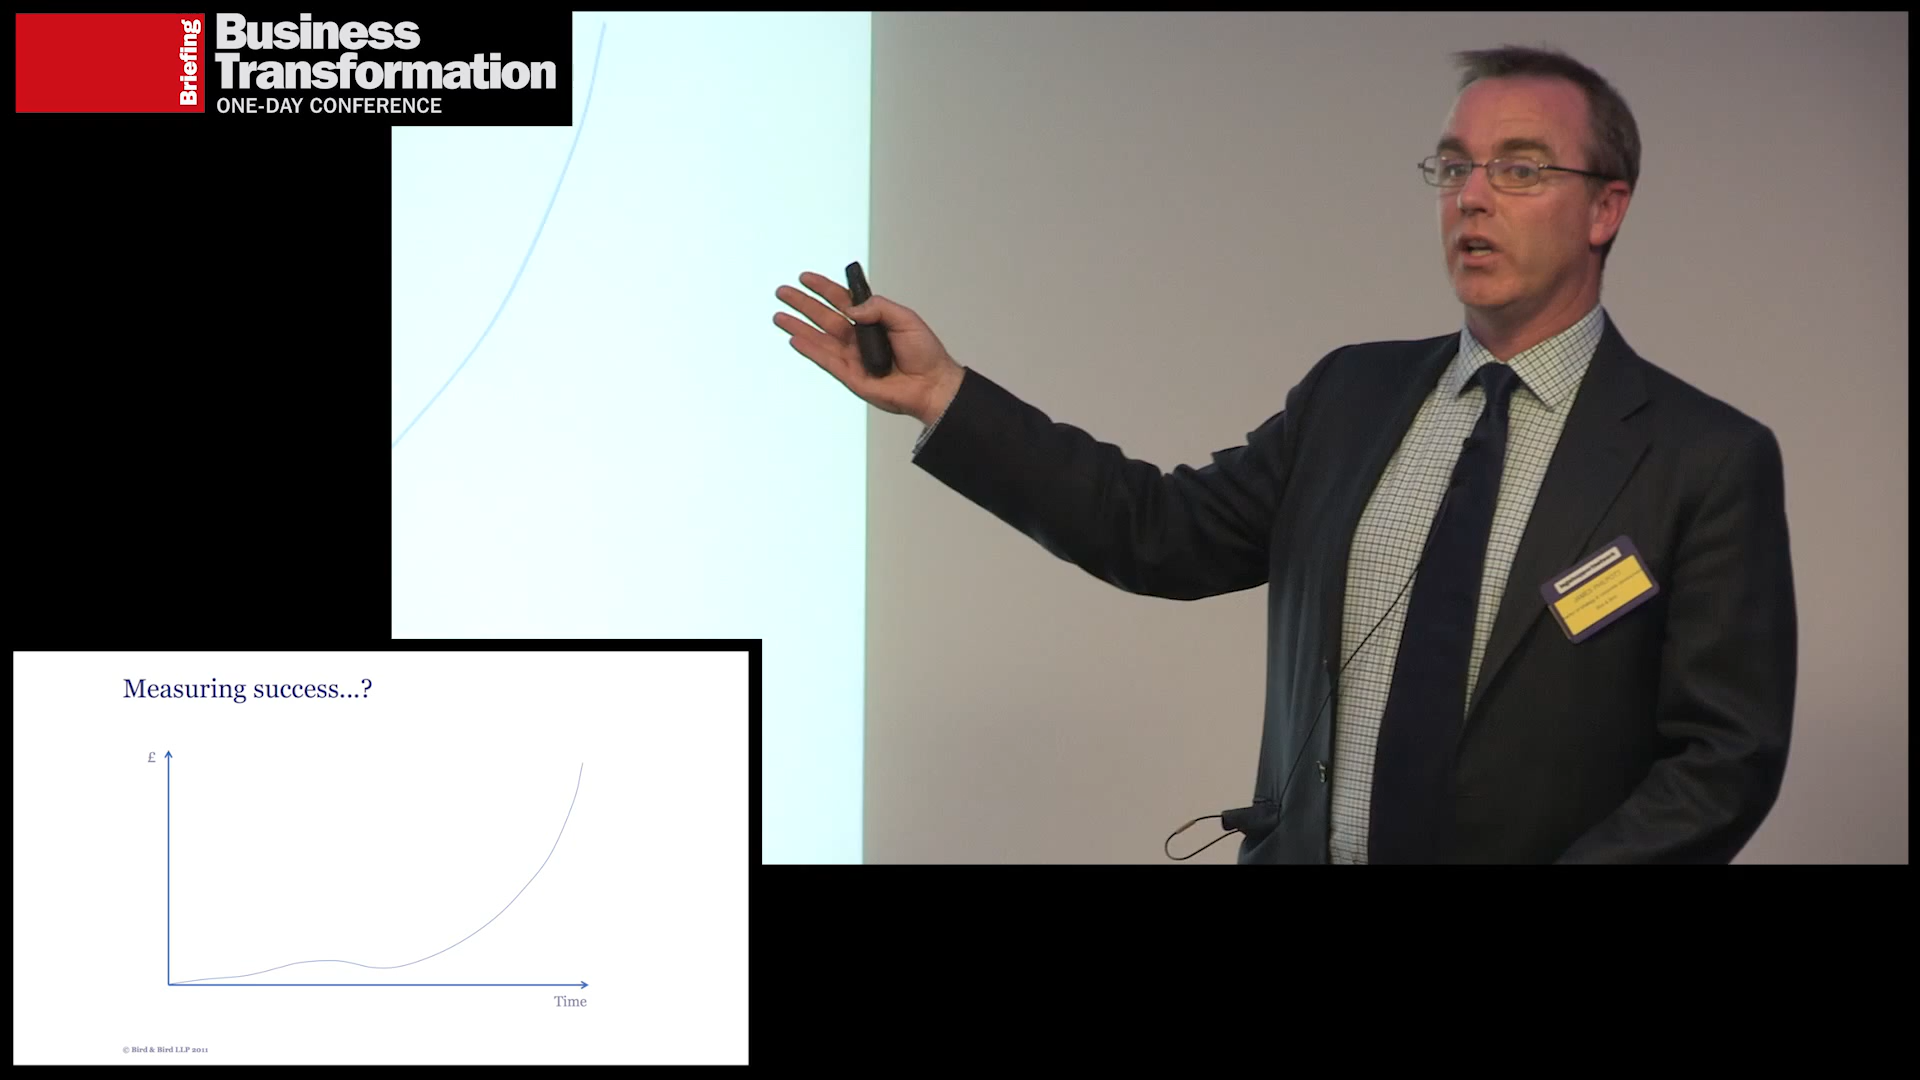 Briefing
Business
Transformation
ONE-DAY CONFERENCE
Measuring success...?
£
Time
© Bird & Bird LLP 2011